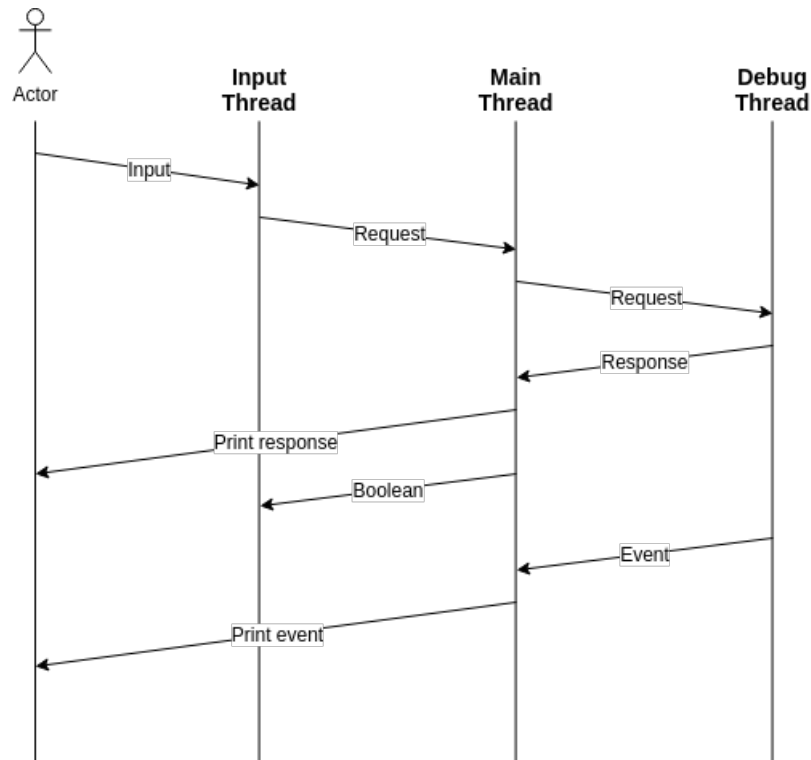 Actor
Input
Thread
Main
Thread
Debug
Thread
Input
Request
Request
Response
Print response
Boolean
Event
Print event